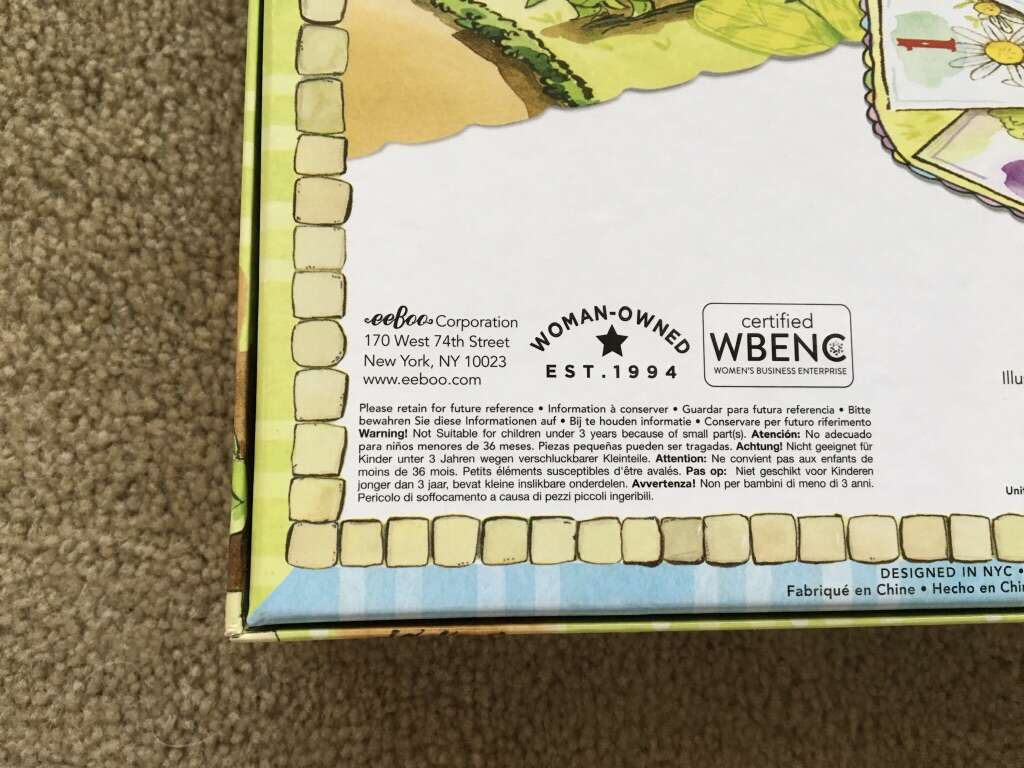 1
eeboo Corporation
170 West 74th Street
New York, NY 10023
www.eeboo.com
WOMAN-OWNED
EST.1994
certified
WBENC
WOMEN'S BUSINESS ENTERPRISE
Please retain for future reference • Information à conserver • Guardar para futura referencia • Bitte
bewahren Sie diese Informationen auf • Bij te houden informatie • Conservare per futuro riferimento
Warning! Not Suitable for children under 3 years because of small part(s). Atención: No adecuado
para niños menores de 36 meses. Piezas pequeñas pueden ser tragadas. Achtung! Nicht geeignet für
Kinder unter 3 Jahren wegen verschluckbarer Kleinteile. Attention: Ne convient pas aux enfants de
moins de 36 mois. Petits éléments susceptibles d'être avalés. Pas op: Niet geschikt voor Kinderen
jonger dan 3 jaar, bevat kleine inslikbare onderdelen. Avvertenza! Non per bambini di meno di 3 anni.
Pericolo di soffocamento a causa di pezzi piccoli ingeribili.
Illu
Unit
DESIGNED IN NYC •
Fabriqué en Chine • Hecho en Chi